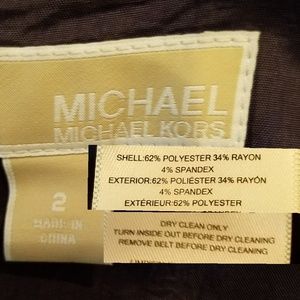 MICHAEL
MICHAEL KORS
2
MADE IN
CHINA
SHELL:62% POLYESTER 34% RAYON
4% SPANDEX
EXTERIOR:62% POLIÉSTER 34% RAYÓN
4% SPANDEX
EXTÉRIEUR:62% POLYESTER
DRY CLEAN ONLY
TURN INSIDE OUT BEFORE DRY CLEANING
REMOVE BELT BEFORE DRY CLEANING